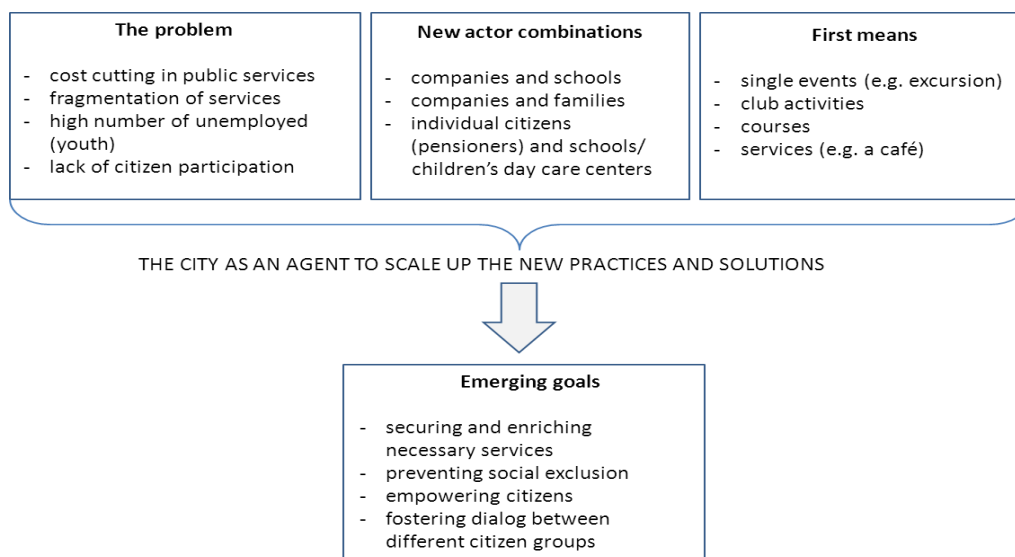 The problem
- cost cutting in public services
- fragmentation of services
- high number of unemployed
(youth)
- lack of citizen participation
New actor combinations
- companies and schools
- companies and families
- individual citizens
(pensioners) and schools/
children’s day care centers
First means
- single events (e.g. excursion)
- club activities
- courses
- services (e.g. a café)
THE CITY AS AN AGENT TO SCALE UP THE NEW PRACTICES AND SOLUTIONS
Emerging goals
- securing and enriching
necessary services
- preventing social exclusion
- empowering citizens
- fostering dialog between
different citizen groups